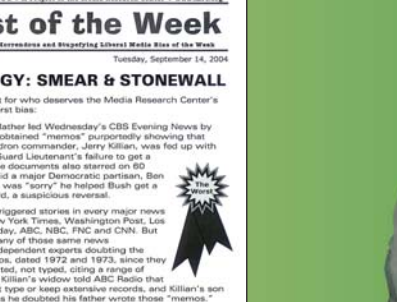 st of the Week
Horrendous and Stupefying Liberal Media Bias of the Week
Tuesday, September 14, 2004
GY: SMEAR & STONEWALL
t for who deserves the Media Research Center's
rst bias:
Rather led Wednesday's CBS Evening News by
obtained "memos" purportedly showing that
dron commander, Jerry Killian, was fed up with
Guard Lieutenant's failure to get a
e documents also starred on 60
id a major Democratic partisan, Ben
was "sorry" he helped Bush get a
d, a suspicious reversal.
The
Worst
riggered stories in every major news
w York Times, Washington Post, Los
day, ABC, NBC, FNC and CNN. But
any of those same news
dependent experts doubting the
os, dated 1972 and 1973, since they
ted, not typed, citing a range of
Killian's widow told ABC Radio that
t type or keep extensive records, and Killian's son
s he doubted his father wrote those "memos."